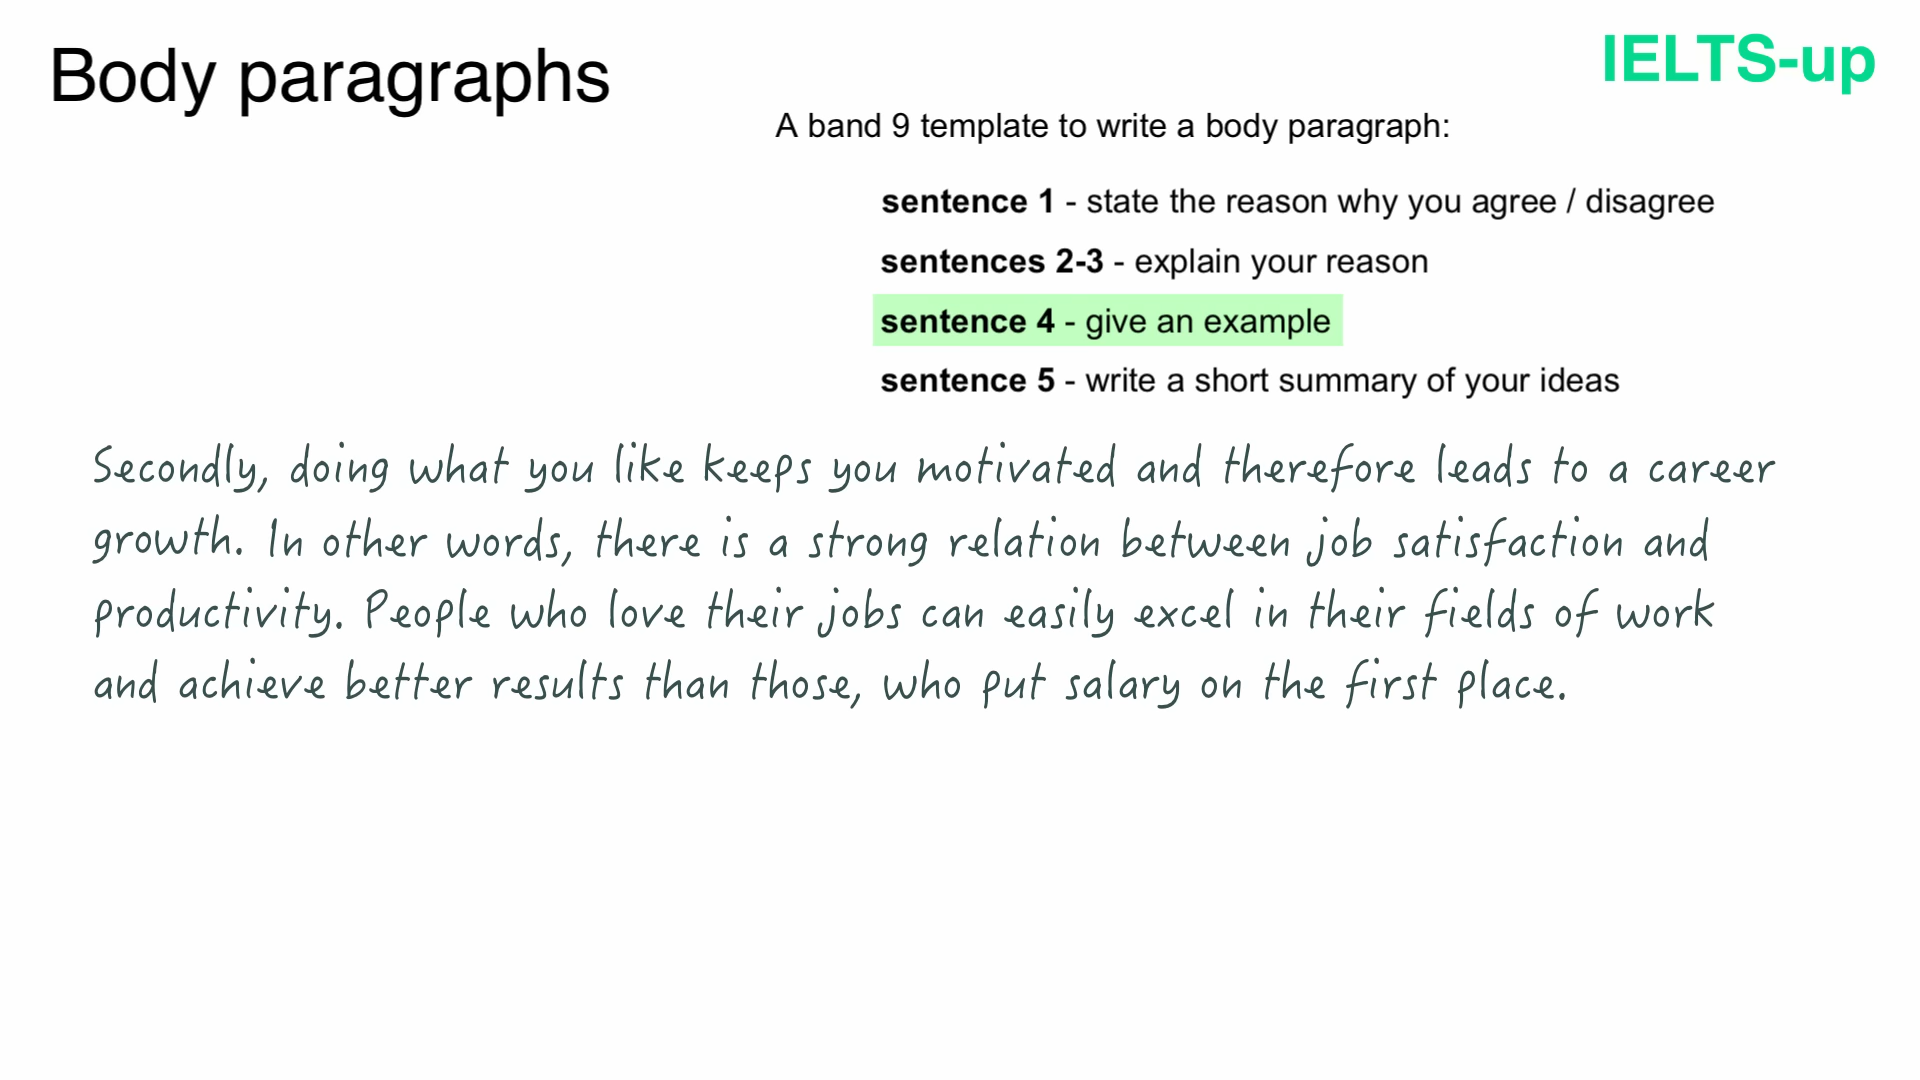 Body paragraphs
IELTS-up
A band 9 template to write a body paragraph:
sentence 1 - state the reason why you agree / disagree
sentences 2-3 - explain your reason
sentence 4 - give an example
sentence 5 - write a short summary of your ideas
Secondly, doing what you like keeps you motivated and therefore leads to a career
growth. In other words, there is a strong relation between job satisfaction and
productivity. People who love their jobs can easily excel in their fields of work
and achieve better results than those, who put salary on the first place.